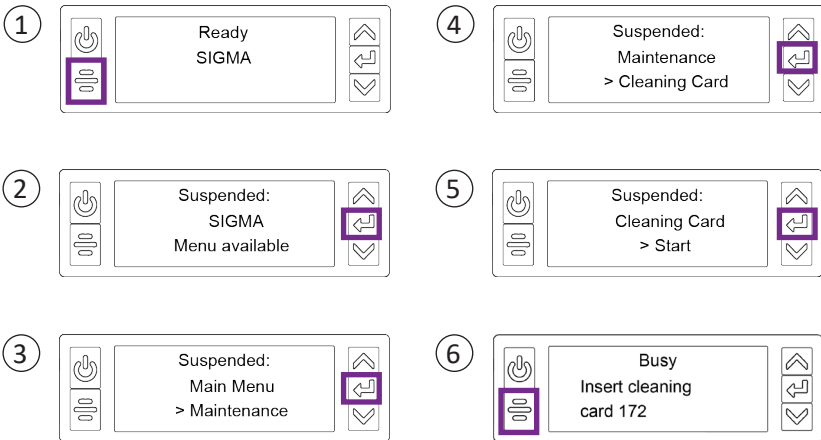 1
Ready
SIGMA
2
Suspended:
SIGMA
Menu available
3
Suspended:
Main Menu
> Maintenance
4
Suspended:
Maintenance
> Cleaning Card
5
Suspended:
Cleaning Card
> Start
6
Busy
Insert cleaning
card 172